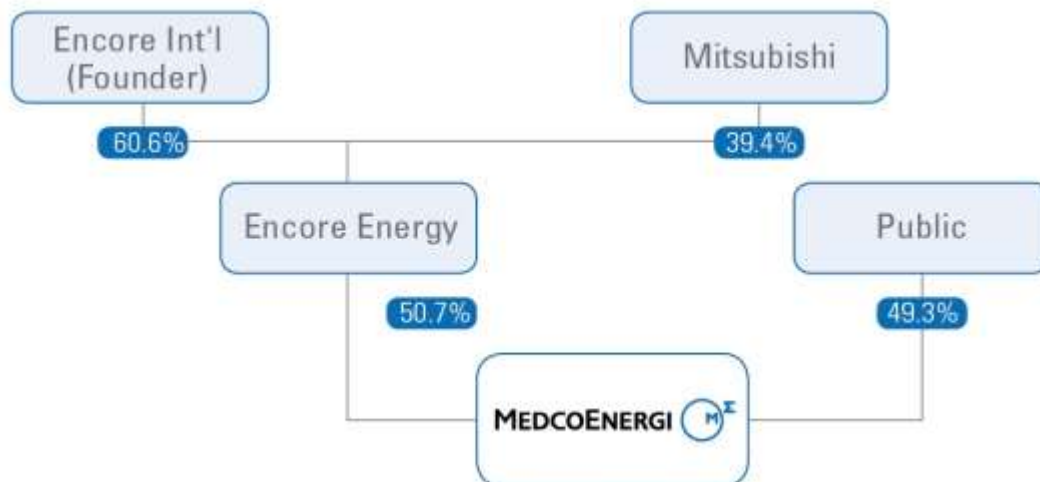 Encore Int'l
(Founder)
Mitsubishi
60.6%
39.4%
Encore Energy
Public
50.7%
49.3%
MEDCOENERGI